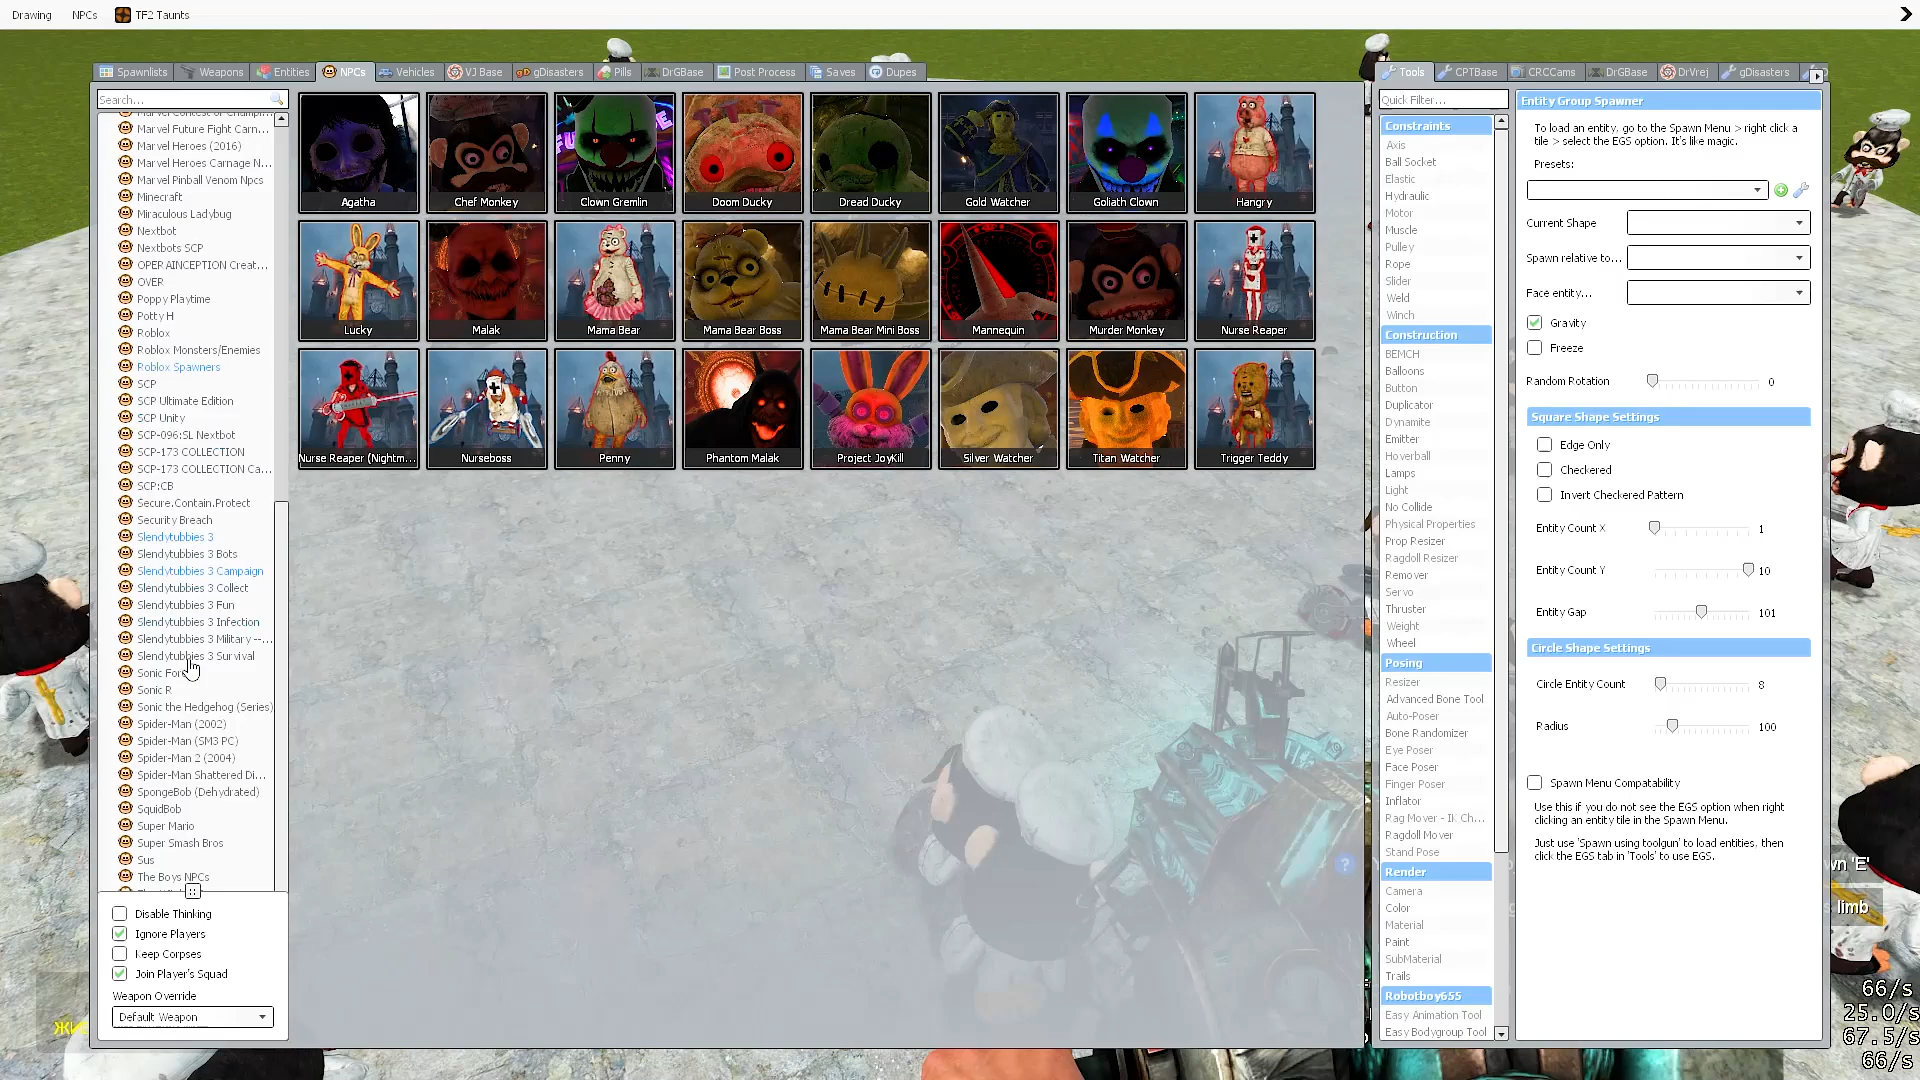 Drawing NPCs TF2 Taunts
Spawnlists Weapons Entities NPCs Vehicles VJ Base gDisasters Pills DrGBase Post Process Saves Dupes
Search...
Marvel Future Fight Carn...
Marvel Heroes (2016)
Marvel Heroes Carnage N...
Marvel Pinball Venom Npcs
Minecraft
Miraculous Ladybug
Nextbot
Nextbots SCP
OPERAINCEPTION Creat...
OVER
Poppy Playtime
Potty H
Roblox
Roblox Monsters/Enemies
Roblox Spawners
SCP
SCP Ultimate Edition
SCP Unity
SCP-096:SL Nextbot
SCP-173 COLLECTION
SCP-173 COLLECTION Ca...
SCP:CB
Secure.Contain.Protect
Security Breach
Slendytubbies 3
Slendytubbies 3 Bots
Slendytubbies 3 Campaign
Slendytubbies 3 Collect
Slendytubbies 3 Fun
Slendytubbies 3 Infection
Slendytubbies 3 Military --...
Slendytubbies 3 Survival
Sonic R
Sonic the Hedgehog (Series)
Spider-Man (2002)
Spider-Man (SM3 PC)
Spider-Man 2 (2004)
Spider-Man Shattered Di...
SpongeBob (Dehydrated)
SquidBob
Super Mario
Super Smash Bros
Sus
The Boys NPCs
Disable Thinking
Ignore Players
Keep Corpses
Join Player's Squad
Weapon Override
Default Weapon
Agatha Chef Monkey Clown Gremlin Doom Ducky Dread Ducky Gold Watcher Goliath Clown Hangry
Lucky Malak Mama Bear Mama Bear Boss Mama Bear Mini Boss Mannequin Murder Monkey Nurse Reaper
Nurse Reaper (Nightm... Nurseboss Penny Phantom Malak Project JoyKill Silver Watcher Titan Watcher Trigger Teddy
Tools CPTBase CRCCams DrGBase DrVrej gDisasters
Quick Filter...
Constraints
Axis
Ball Socket
Elastic
Hydraulic
Motor
Muscle
Pulley
Rope
Slider
Weld
Winch
Construction
BEMCH
Balloons
Button
Duplicator
Dynamite
Emitter
Hoverball
Lamps
Light
No Collide
Physical Properties
Prop Resizer
Ragdoll Resizer
Remover
Servo
Thruster
Weight
Wheel
Posing
Resizer
Advanced Bone Tool
Auto-Poser
Bone Randomizer
Eye Poser
Face Poser
Finger Poser
Inflator
Rag Mover - IK Ch...
Ragdoll Mover
Stand Pose
Render
Camera
Color
Material
Paint
SubMaterial
Trails
Robotboy655
Easy Animation Tool
Easy Bodygroup Tool
Entity Group Spawner
To load an entity, go to the Spawn Menu > right click a
tile > select the EGS option. It's like magic.
Presets:
Current Shape
Spawn relative to...
Face entity...
Gravity
Freeze
Random Rotation 0
Square Shape Settings
Edge Only
Checkered
Invert Checkered Pattern
Entity Count X 1
Entity Count Y 10
Entity Gap 101
Circle Shape Settings
Circle Entity Count 8
Radius 100
Spawn Menu Compatability
Use this if you do not see the EGS option when right
clicking an entity tile in the Spawn Menu.
Just use 'Spawn using toolgun' to load entities, then
click the EGS tab in 'Tools' to use EGS.
wn 'E'
limb
66/s
25.0/s
67.5/s
66/s